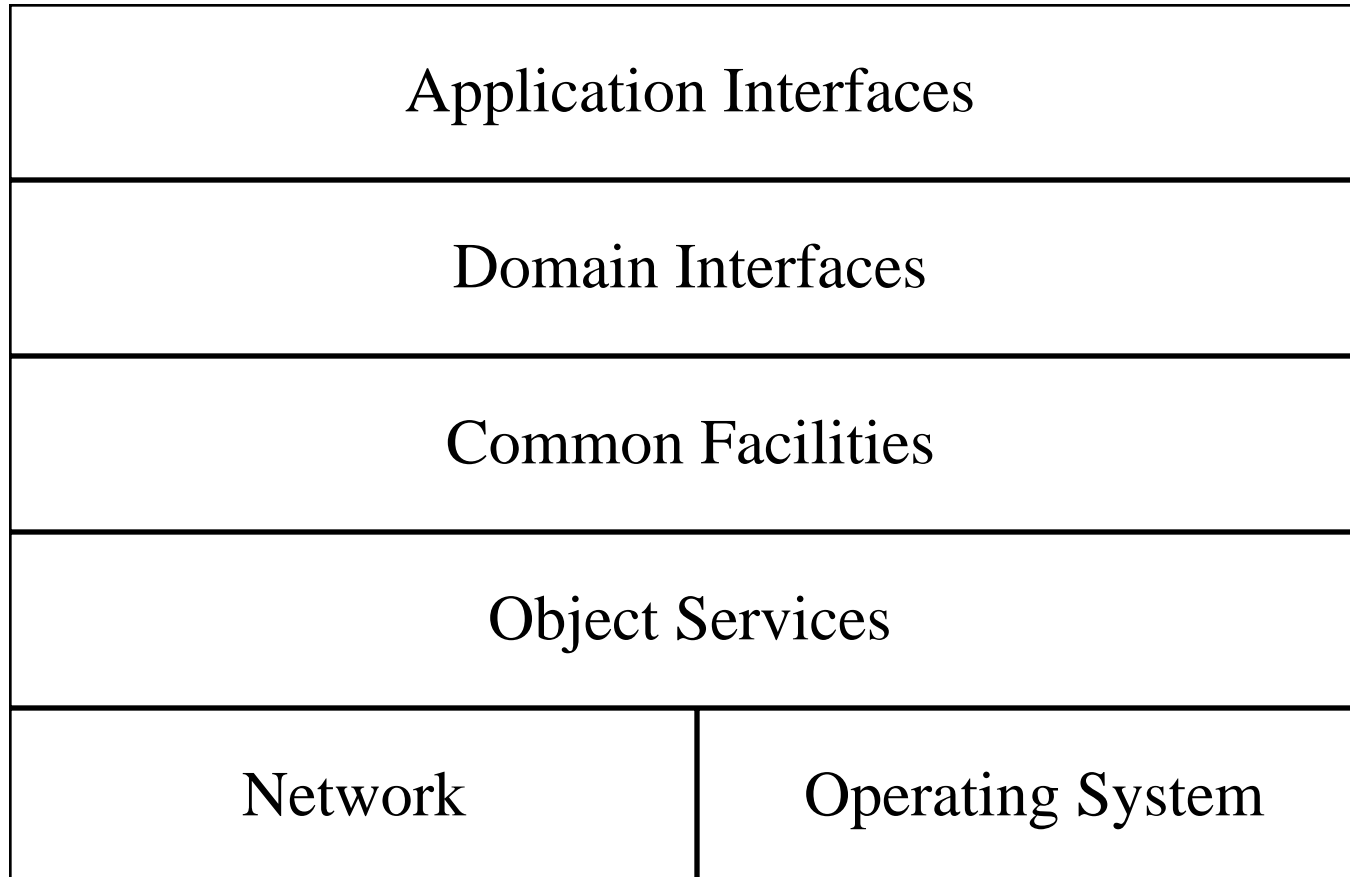 Application Interfaces
Domain Interfaces
Common Facilities
Object Services
Network
Operating System